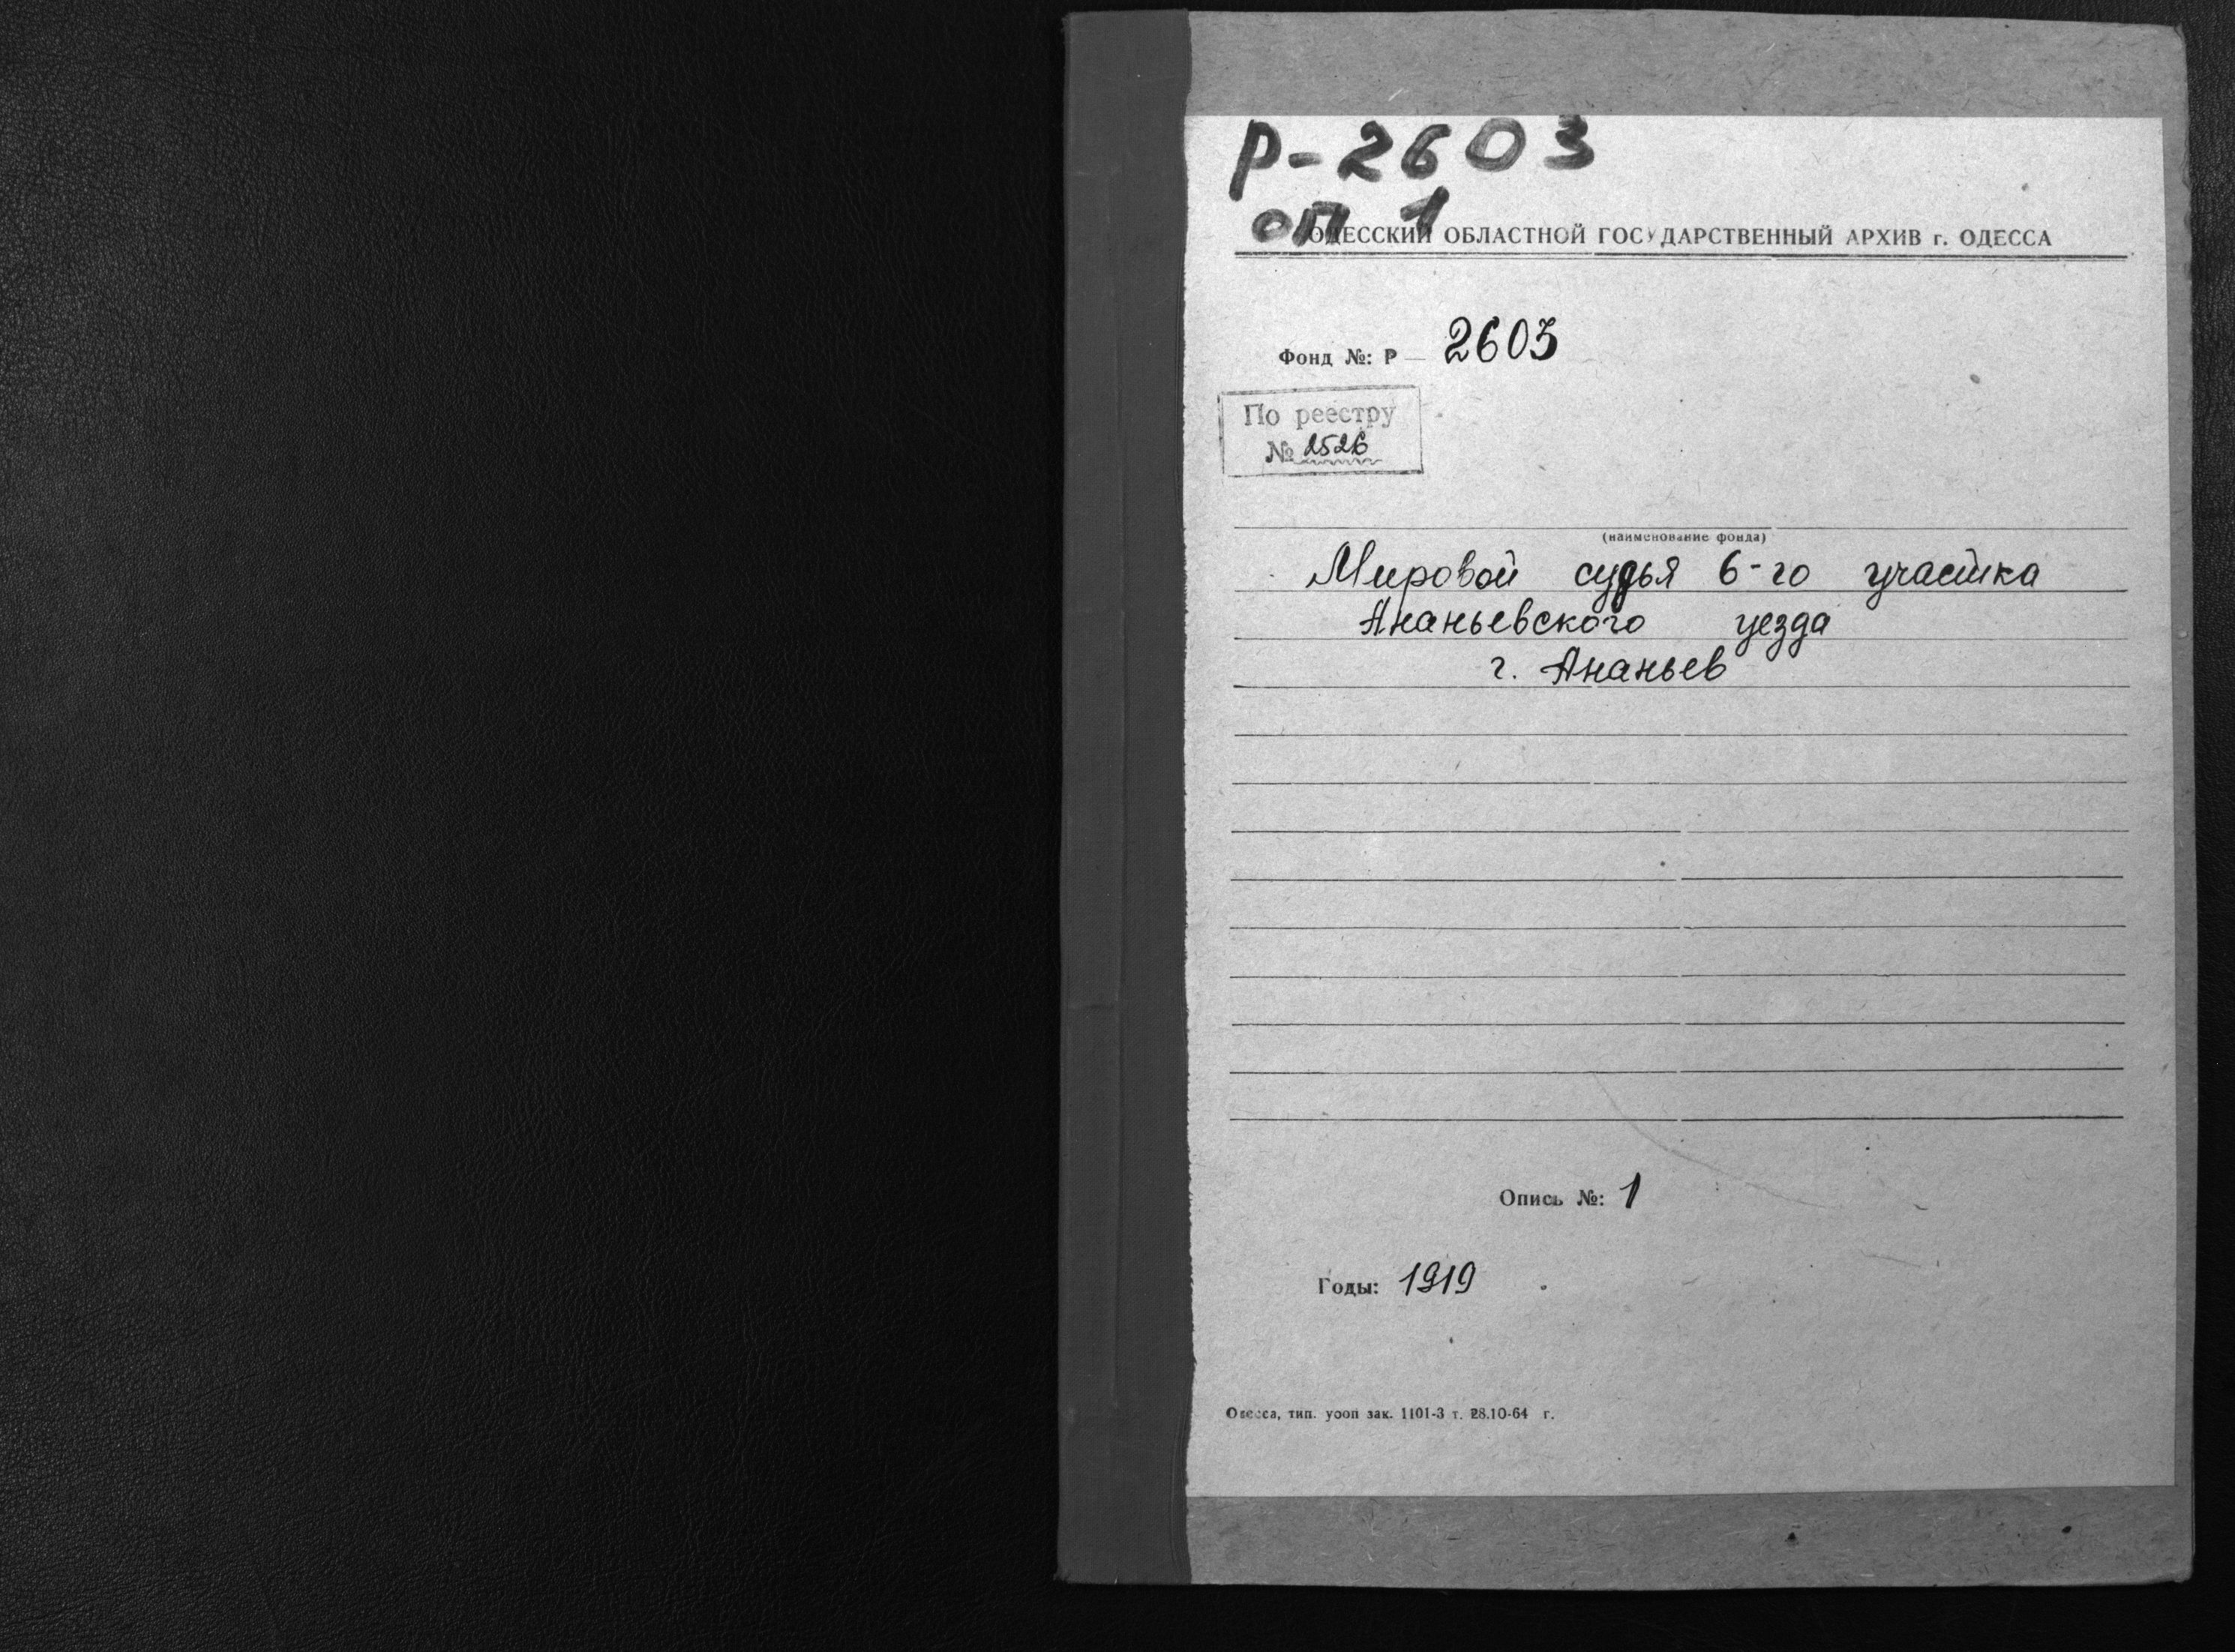 Р-2603
оп 1
ОДЕССКИЙ ОБЛАСТНОЙ ГОСУДАРСТВЕННЫЙ АРХИВ г. ОДЕССА
Фонд №: Р — 2603
По реестру
№ 2526
(наименование фонда)
Мировой судья 6-го участка
Ананьевского уезда
г. Ананьев
Опись №: 1
Годы: 1919
Одесса, тип. уооп зак. 1101-3 т. 28.10-64 г.